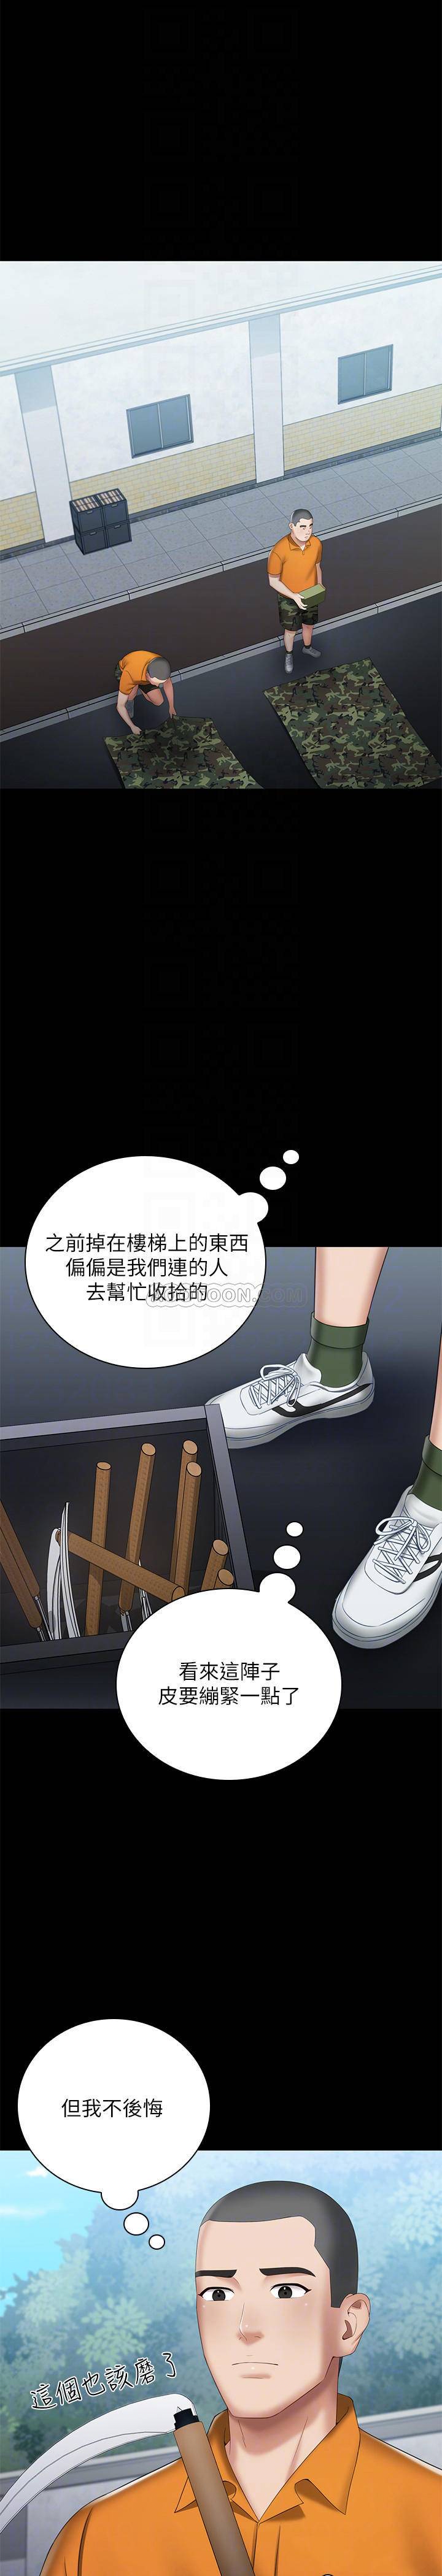 之前掉在樓梯上的東西
偏偏是我們連的人
去幫忙收拾的
看來這陣子
皮要繃緊一點了
但我不後悔
這個也該磨了